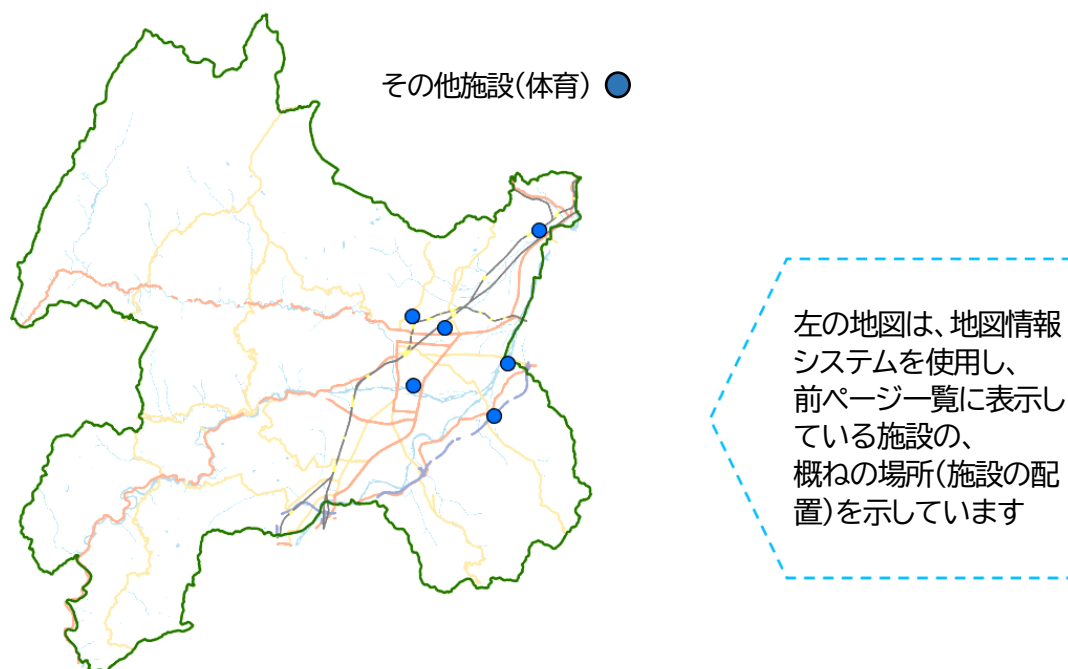 その他施設(体育)
左の地図は、地図情報
システムを使用し、
前ページ一覧に表示し
ている施設の、
概ねの場所(施設の配
置)を示しています